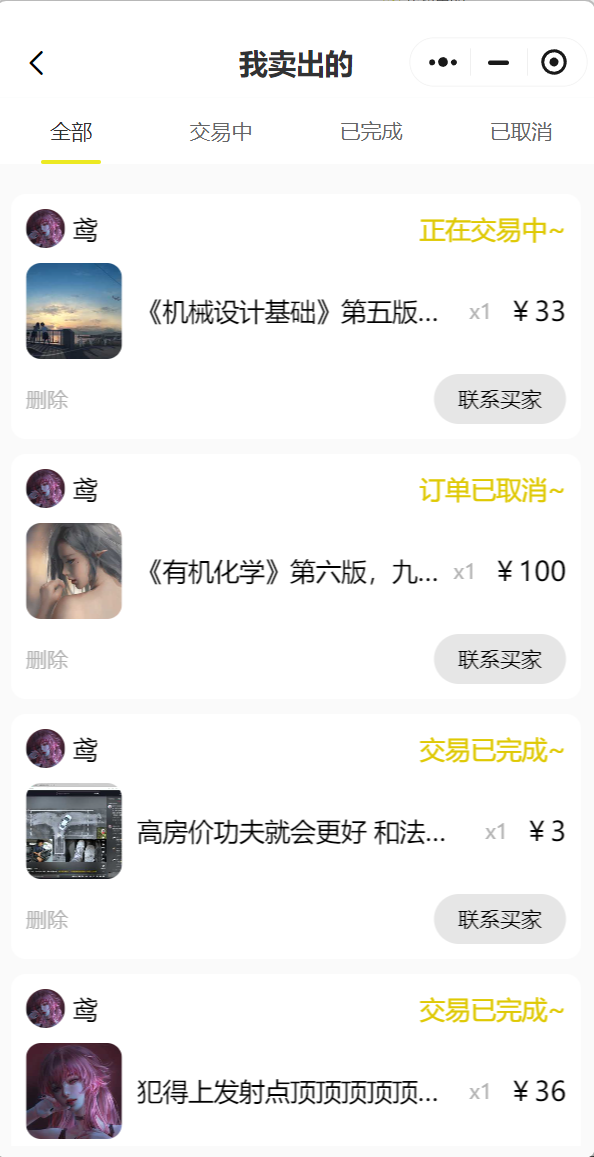 我卖出的
全部 交易中 已完成 已取消
鸢 正在交易中~
《机械设计基础》第五版... x1 ¥33
删除 联系买家
鸢 订单已取消~
《有机化学》第六版，九... x1 ¥100
删除 联系买家
鸢 交易已完成~
高房价功夫就会更好 和法... x1 ¥3
删除 联系买家
鸢 交易已完成~
犯得上发射点顶顶顶顶顶... x1 ¥36